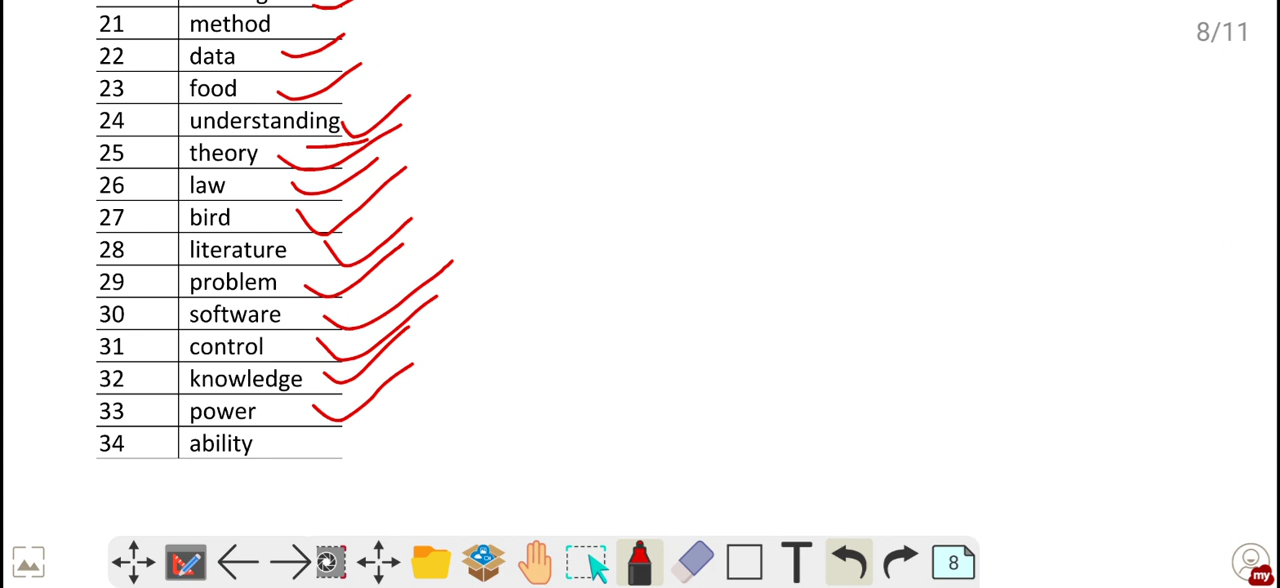 8/11
21 method
22 data
23 food
24 understanding
25 theory
26 law
27 bird
28 literature
29 problem
30 software
31 control
32 knowledge
33 power
34 ability
T
8
my